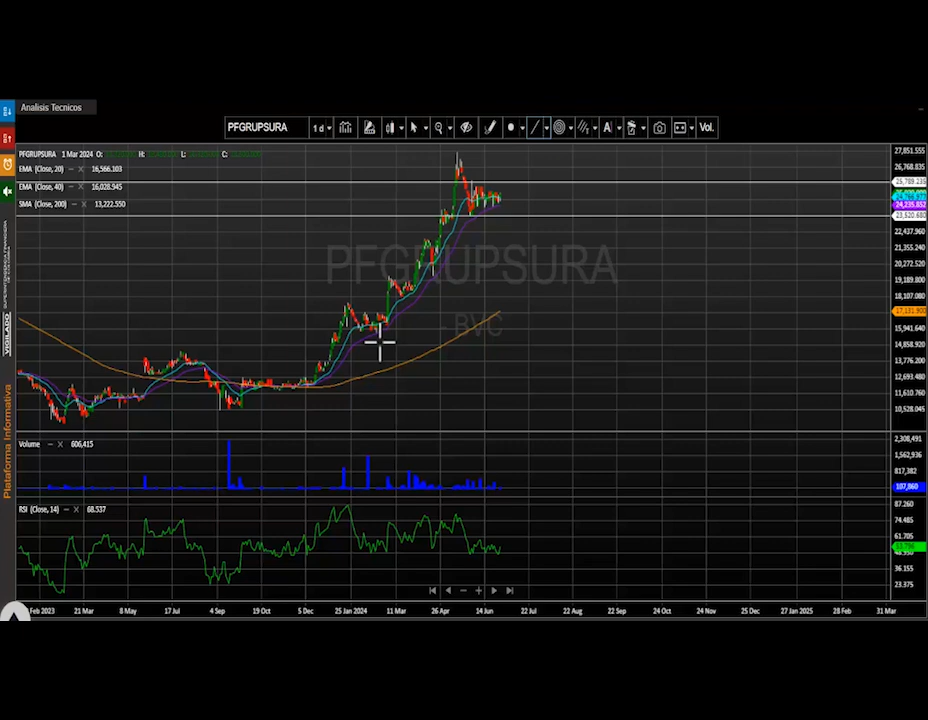 Analisis Tecnicos
PFGRUPSURA 1 d A Vol.
PFGRUPSURA 1 Mar 2024 O: H: L: C:
EMA (Close, 20) 16,566.103
EMA (Close, 40) 16,028.945
SMA (Close, 200) 13,222.550
PFGRUPSURA
BVC
27,851.555
26,768.835
25,789.235
24,235.852
23,520.680
22,437.960
21,355.240
20,272.520
19,189.800
18,107.080
17,131.900
15,941.640
14,858.920
13,776.200
12,693.480
11,610.760
10,528.045
Volume 606,415
2,308,491
1,562,936
817,382
107,860
RSI (Close, 14) 68.537
87.260
74.485
61.705
36.155
23.375
Feb 2023 21 Mar 8 May 17 Jul 4 Sep 19 Oct 5 Dec 25 Jan 2024 11 Mar 26 Apr 14 Jun 22 Jul 22 Aug 22 Sep 24 Oct 24 Nov 25 Dec 27 Jan 2025 28 Feb 31 Mar
VIGILADO
Plataforma Informativa